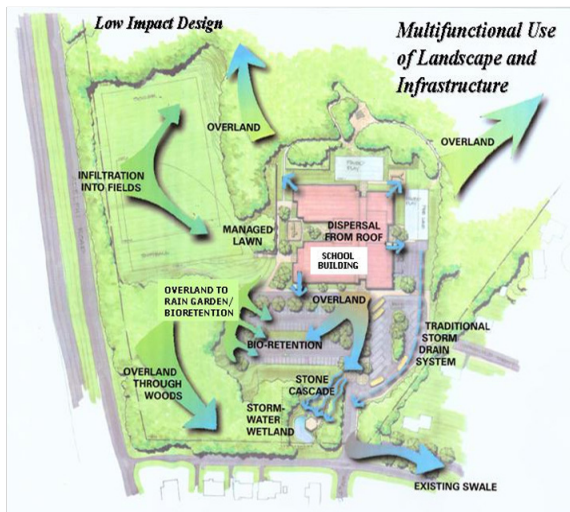 Low Impact Design
Multifunctional Use
of Landscape and
Infrastructure
OVERLAND
OVERLAND
INFILTRATION
INTO FIELDS
MANAGED
LAWN
DISPERSAL
FROM ROOF
SCHOOL
BUILDING
OVERLAND TO
RAIN GARDEN/
BIORETENTION
OVERLAND
BIO-RETENTION
TRADITIONAL
STORM
DRAIN
SYSTEM
OVERLAND
THROUGH
WOODS
STONE
CASCADE
STORM-
WATER
WETLAND
EXISTING SWALE